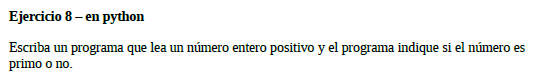 Ejercicio 8 – en python
Escriba un programa que lea un número entero positivo y el programa indique si el número es
primo o no.